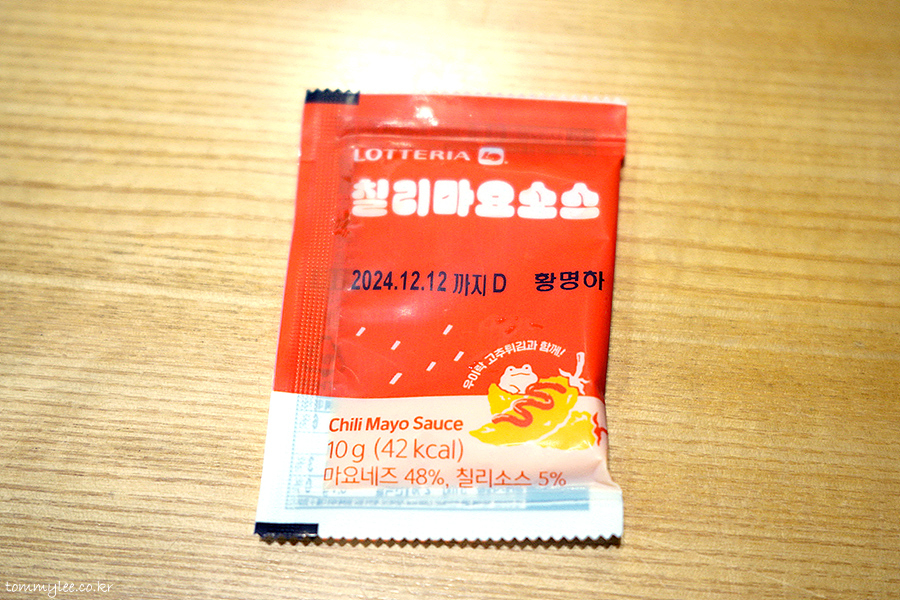 LOTTERIA
칠리마요소스
2024.12.12 까지 D 황명하
우이락 고추튀김과 함께!
Chili Mayo Sauce
10 g (42 kcal)
마요네즈 48%, 칠리소스 5%
tommylee.co.kr